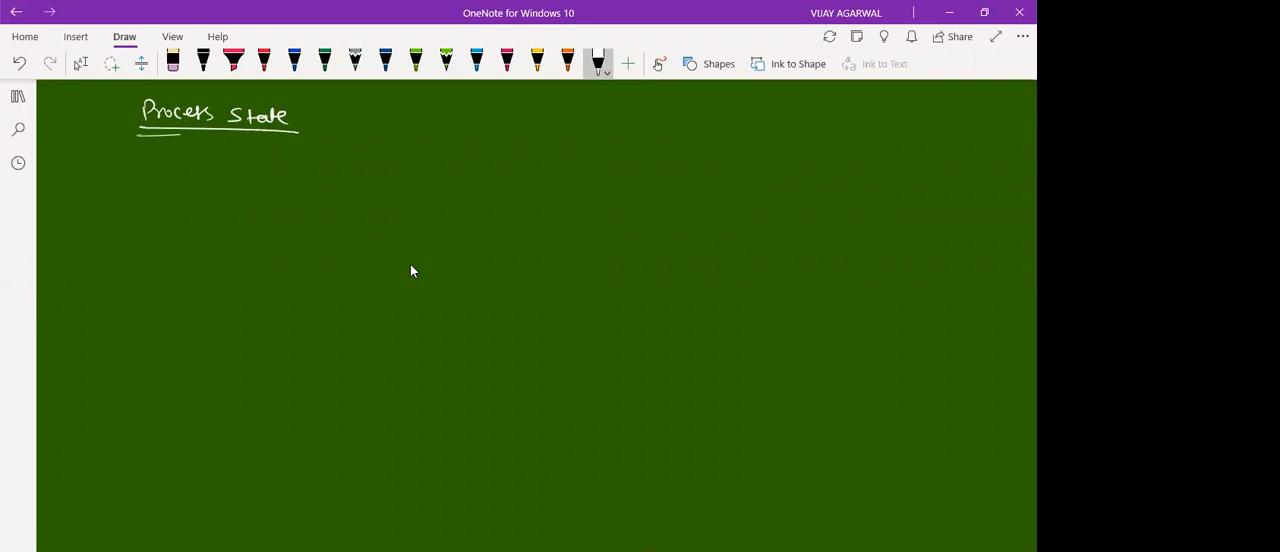 OneNote for Windows 10
VIJAY AGARWAL
Home Insert Draw View Help
Share
Shapes Ink to Shape Ink to Text
Process State